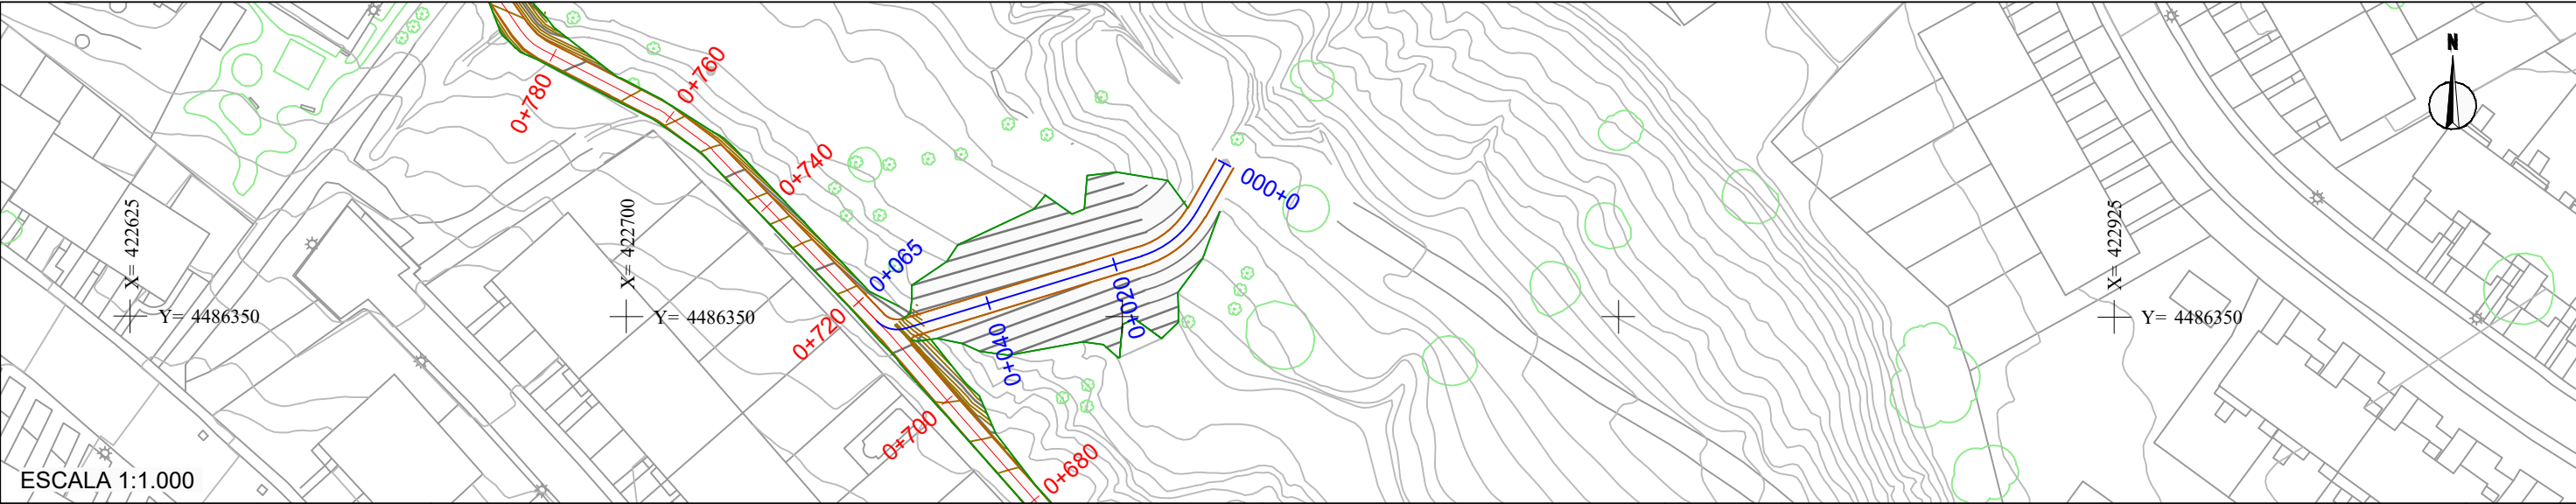 N
0+760
0+780
0+740
000+0
X= 422625
X= 422700
X= 422925
0+065
0+020
Y= 4486350
Y= 4486350
Y= 4486350
0+720
0+040
0+700
0+680
ESCALA 1:1.000